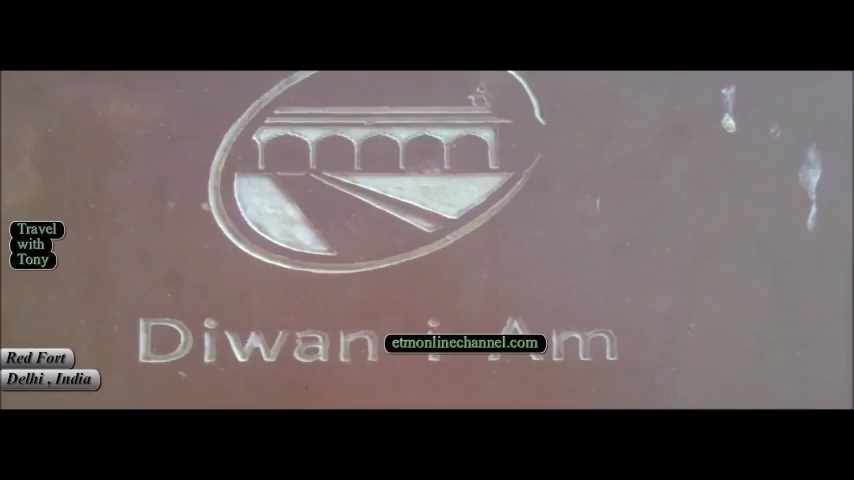 Travel
with
Tony
Diwan i Am
etmonlinechannel.com
Red Fort
Delhi , India